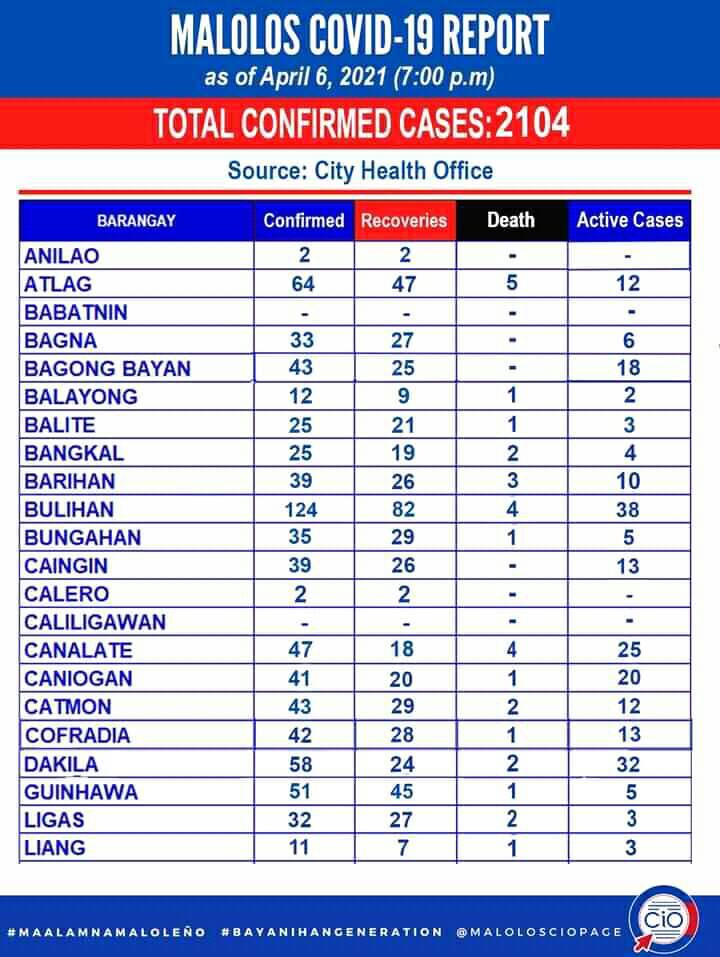 MALOLOS COVID-19 REPORT
as of April 6, 2021 (7:00 p.m)
TOTAL CONFIRMED CASES:2104
Source: City Health Office
BARANGAY Confirmed Recoveries Death Active Cases
ANILAO 2 2 - -
ATLAG 64 47 5 12
BABATNIN - - - -
BAGNA 33 27 - 6
BAGONG BAYAN 43 25 - 18
BALAYONG 12 9 1 2
BALITE 25 21 1 3
BANGKAL 25 19 2 4
BARIHAN 39 26 3 10
BULIHAN 124 82 4 38
BUNGAHAN 35 29 1 5
CAINGIN 39 26 - 13
CALERO 2 2 - -
CALILIGAWAN - - - -
CANALATE 47 18 4 25
CANIOGAN 41 20 1 20
CATMON 43 29 2 12
COFRADIA 42 28 1 13
DAKILA 58 24 2 32
GUINHAWA 51 45 1 5
LIGAS 32 27 2 3
LIANG 11 7 1 3
#MAALAMNAMALOLEÑO #BAYANIHANGENERATION @MALOLOSCIOPAGE CiO